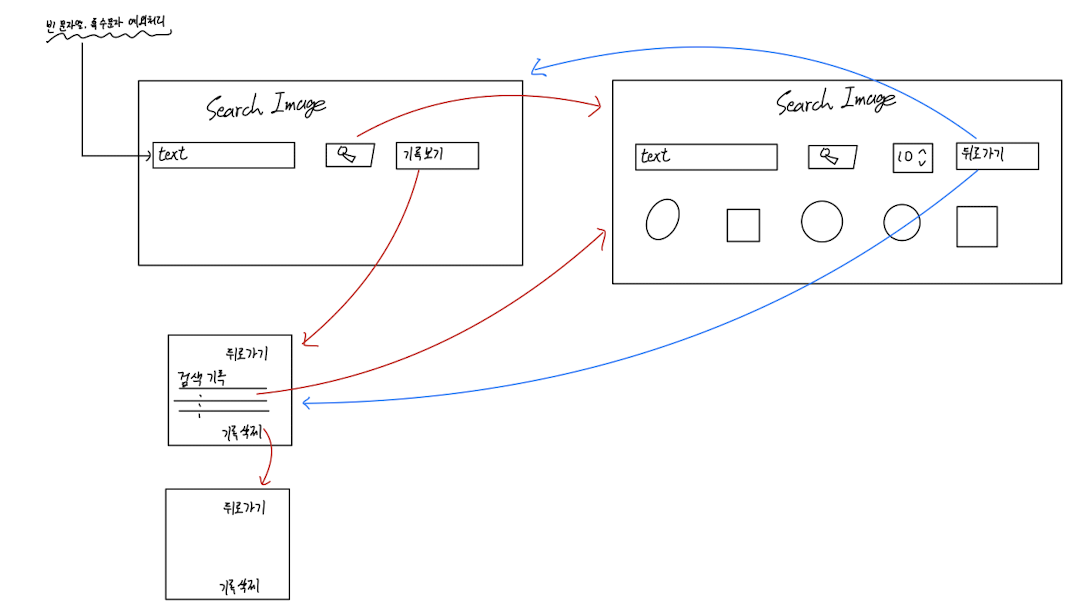 빈 문자열, 특수문자 예외처리
Search Image
text
기록보기
Search Image
text
10
뒤로가기
뒤로가기
검색 기록
기록 삭제
뒤로가기
기록 삭제